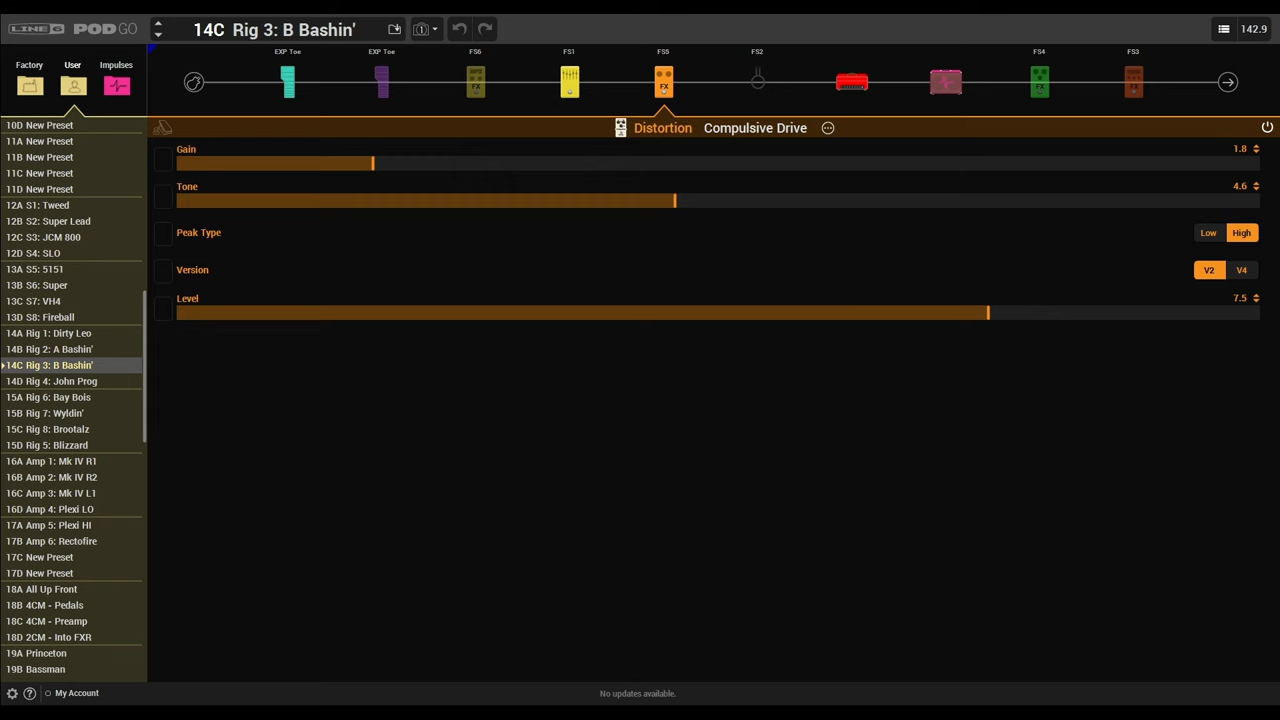 LINE 6 POD GO
14C Rig 3: B Bashin'
1
142.9
Factory
User
Impulses
EXP Toe
EXP Toe
FS6
FS1
FS5
FS2
FS4
FS3
FX
FX
FX
FX
Distortion Compulsive Drive
Gain
1.8
Tone
4.6
Peak Type
Low
High
Version
V2
V4
Level
7.5
10D New Preset
11A New Preset
11B New Preset
11C New Preset
11D New Preset
12A S1: Tweed
12B S2: Super Lead
12C S3: JCM 800
12D S4: SLO
13A S5: 5151
13B S6: Super
13C S7: VH4
13D S8: Fireball
14A Rig 1: Dirty Leo
14B Rig 2: A Bashin'
14C Rig 3: B Bashin'
14D Rig 4: John Prog
15A Rig 6: Bay Bois
15B Rig 7: Wyldin'
15C Rig 8: Brootalz
15D Rig 5: Blizzard
16A Amp 1: Mk IV R1
16B Amp 2: Mk IV R2
16C Amp 3: Mk IV L1
16D Amp 4: Plexi LO
17A Amp 5: Plexi HI
17B Amp 6: Rectofire
17C New Preset
17D New Preset
18A All Up Front
18B 4CM - Pedals
18C 4CM - Preamp
18D 2CM - Into FXR
19A Princeton
19B Bassman
? My Account
No updates available.